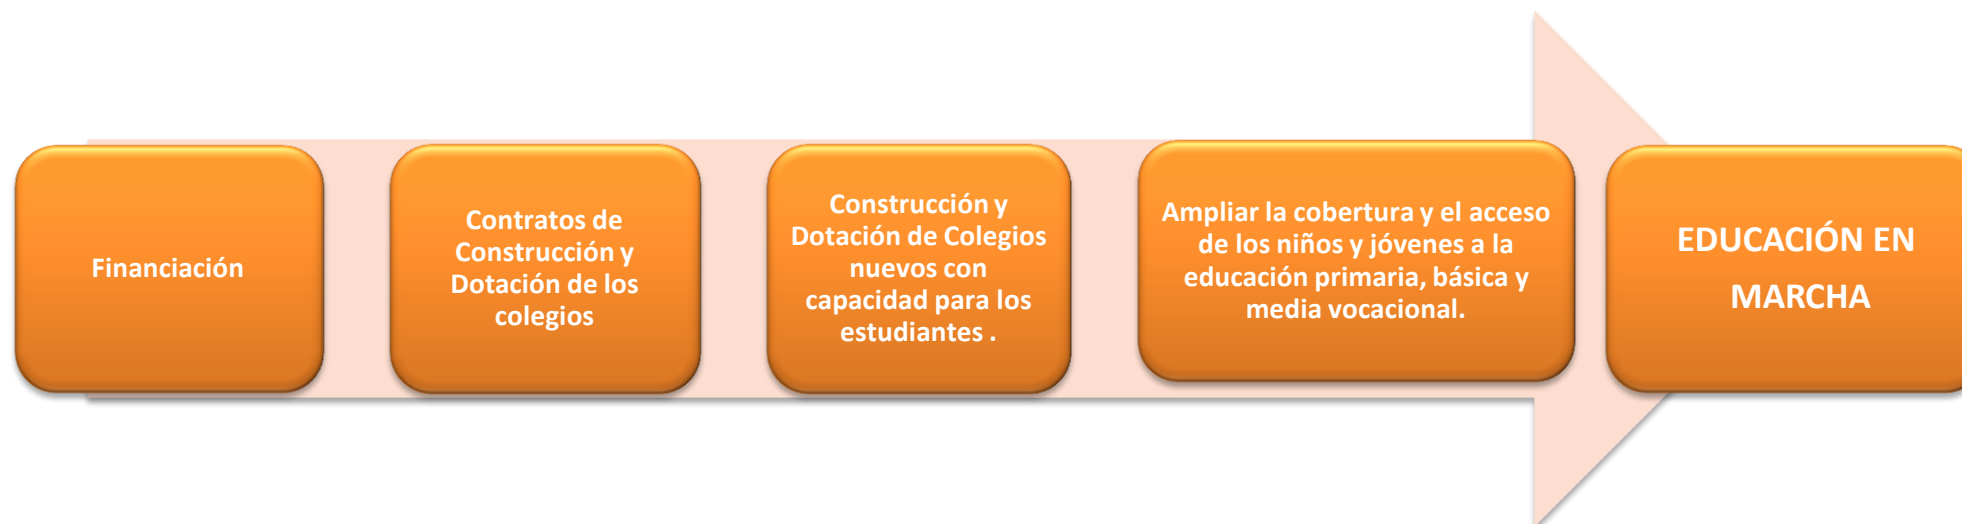 Financiación
Contratos de
Construcción y
Dotación de los
colegios
Construcción y
Dotación de Colegios
nuevos con
capacidad para los
estudiantes .
Ampliar la cobertura y el acceso
de los niños y jóvenes a la
educación primaria, básica y
media vocacional.
EDUCACIÓN EN
MARCHA